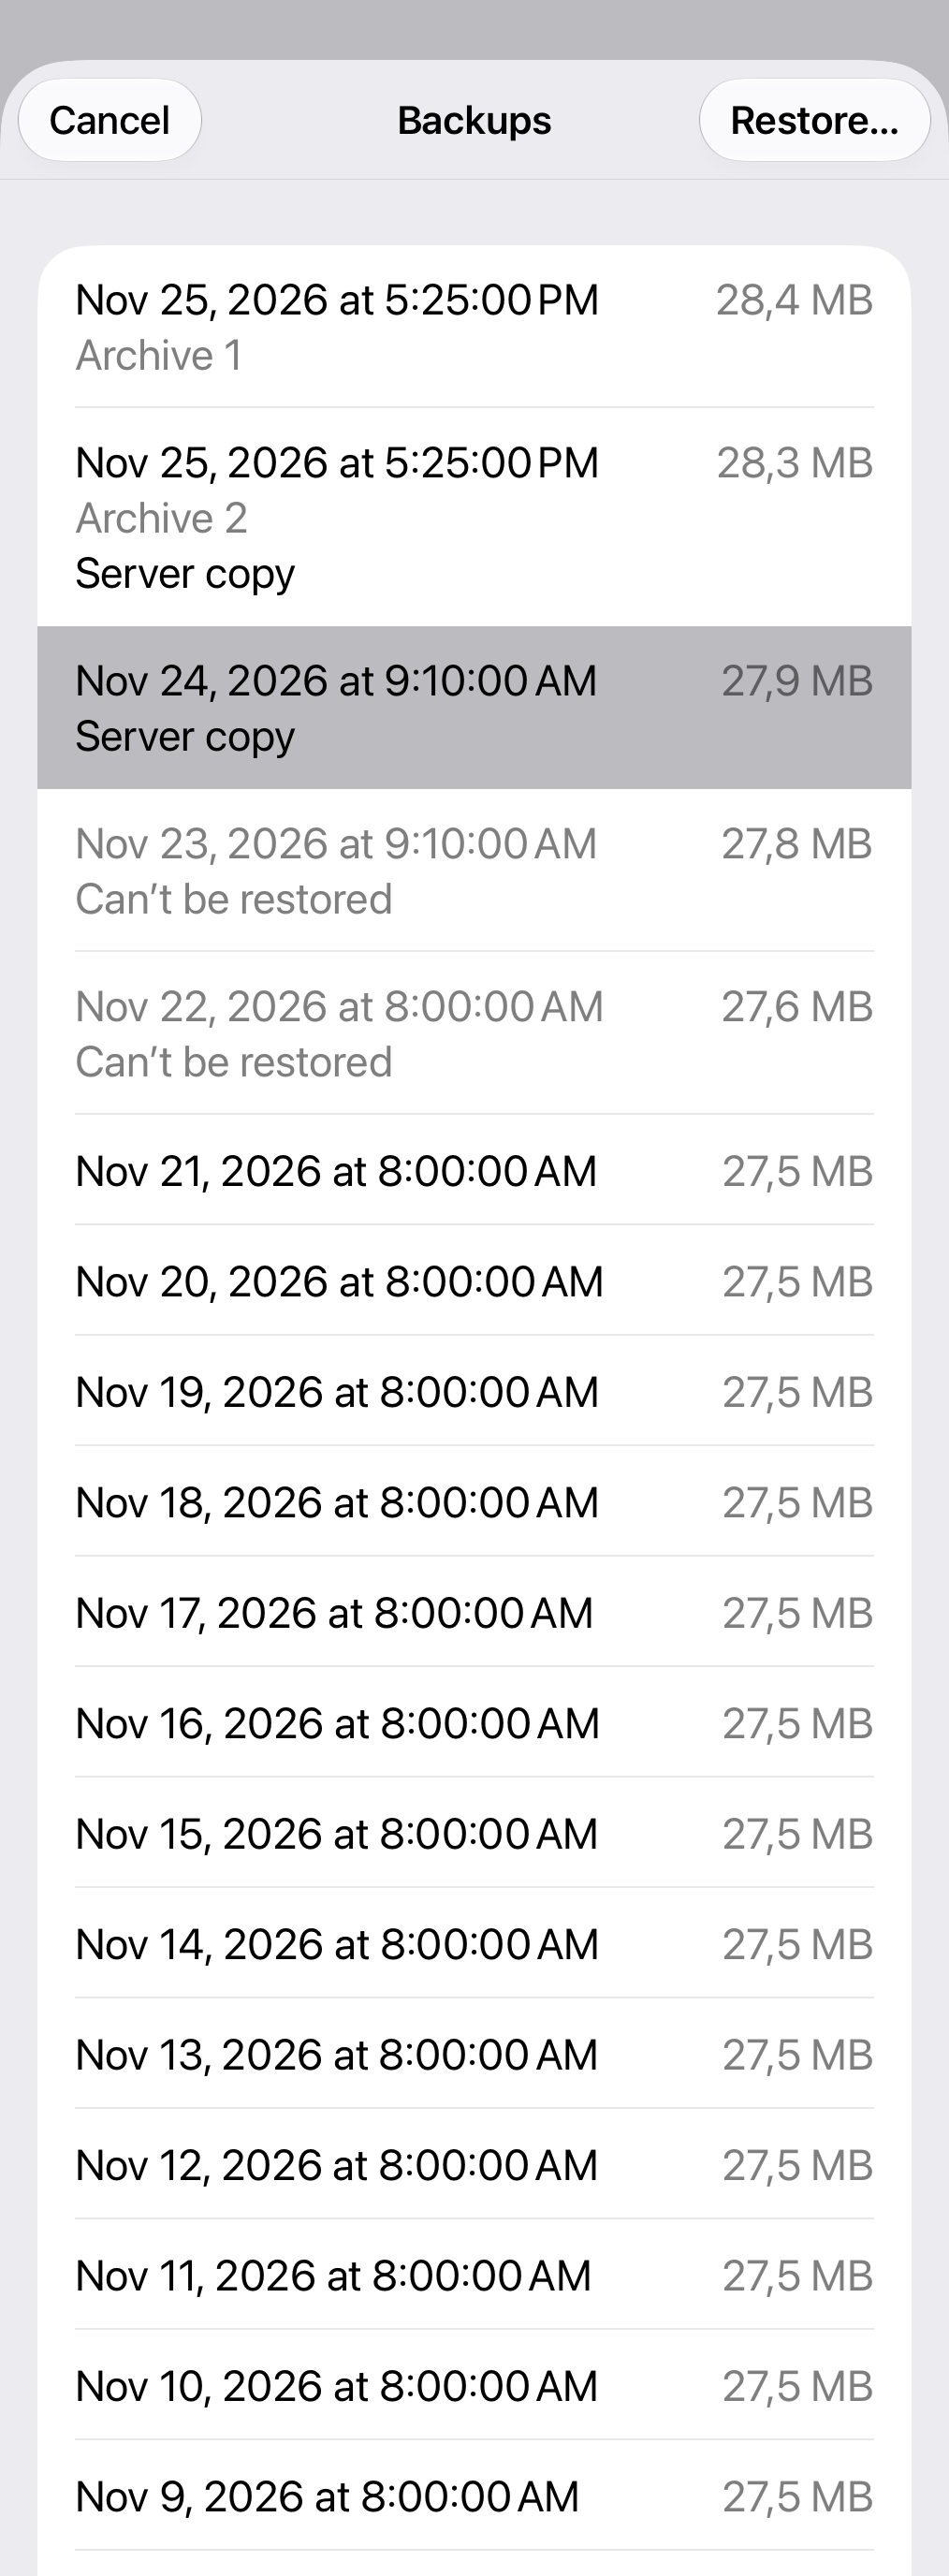 Cancel Backups Restore...
Nov 25, 2026 at 5:25:00 PM 28,4 MB
Archive 1
Nov 25, 2026 at 5:25:00 PM 28,3 MB
Archive 2
Server copy
Nov 24, 2026 at 9:10:00 AM 27,9 MB
Server copy
Nov 23, 2026 at 9:10:00 AM 27,8 MB
Can’t be restored
Nov 22, 2026 at 8:00:00 AM 27,6 MB
Can’t be restored
Nov 21, 2026 at 8:00:00 AM 27,5 MB
Nov 20, 2026 at 8:00:00 AM 27,5 MB
Nov 19, 2026 at 8:00:00 AM 27,5 MB
Nov 18, 2026 at 8:00:00 AM 27,5 MB
Nov 17, 2026 at 8:00:00 AM 27,5 MB
Nov 16, 2026 at 8:00:00 AM 27,5 MB
Nov 15, 2026 at 8:00:00 AM 27,5 MB
Nov 14, 2026 at 8:00:00 AM 27,5 MB
Nov 13, 2026 at 8:00:00 AM 27,5 MB
Nov 12, 2026 at 8:00:00 AM 27,5 MB
Nov 11, 2026 at 8:00:00 AM 27,5 MB
Nov 10, 2026 at 8:00:00 AM 27,5 MB
Nov 9, 2026 at 8:00:00 AM 27,5 MB